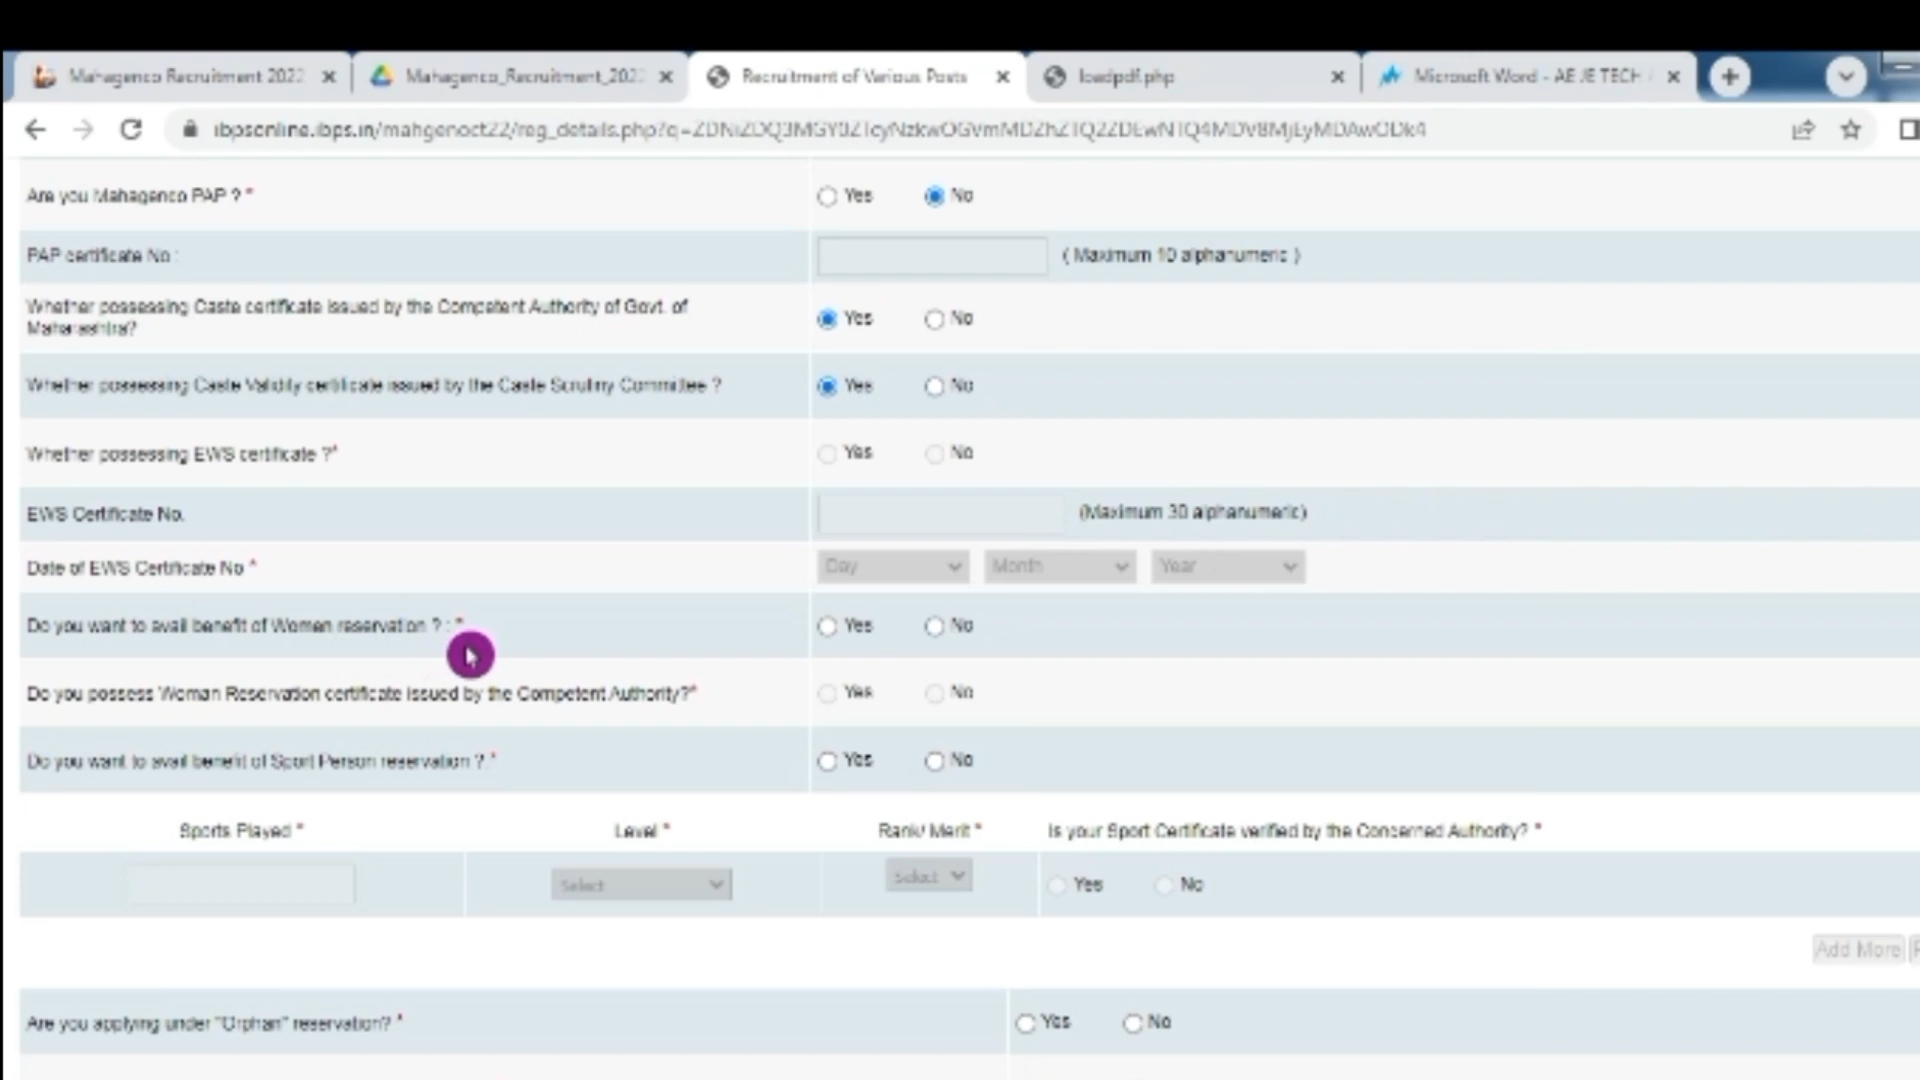 Mahagenco Recruitment 2022
Mahagenco_Recruitment_202
Recruitment of Various Posts
loadpdf.php
Microsoft Word - AE JE TECH
Are you Mahagenco PAP ? * Yes No
PAP certificate No : ( Maximum 10 alphanumeric )
Whether possessing Caste certificate issued by the Competent Authority of Govt. of
Maharashtra? Yes No
Whether possessing Caste Validity certificate issued by the Caste Scrutiny Committee ? Yes No
Whether possessing EWS certificate ?* Yes No
EWS Certificate No. (Maximum 30 alphanumeric)
Date of EWS Certificate No * Day Month Year
Do you want to avail benefit of Women reservation ? : * Yes No
Do you possess Woman Reservation certificate issued by the Competent Authority?* Yes No
Do you want to avail benefit of Sport Person reservation ? * Yes No
Sports Played * Level * Rank/ Merit * Is your Sport Certificate verified by the Concerned Authority? *
Select Select Yes No
Add More
Are you applying under "Orphan" reservation? * Yes No